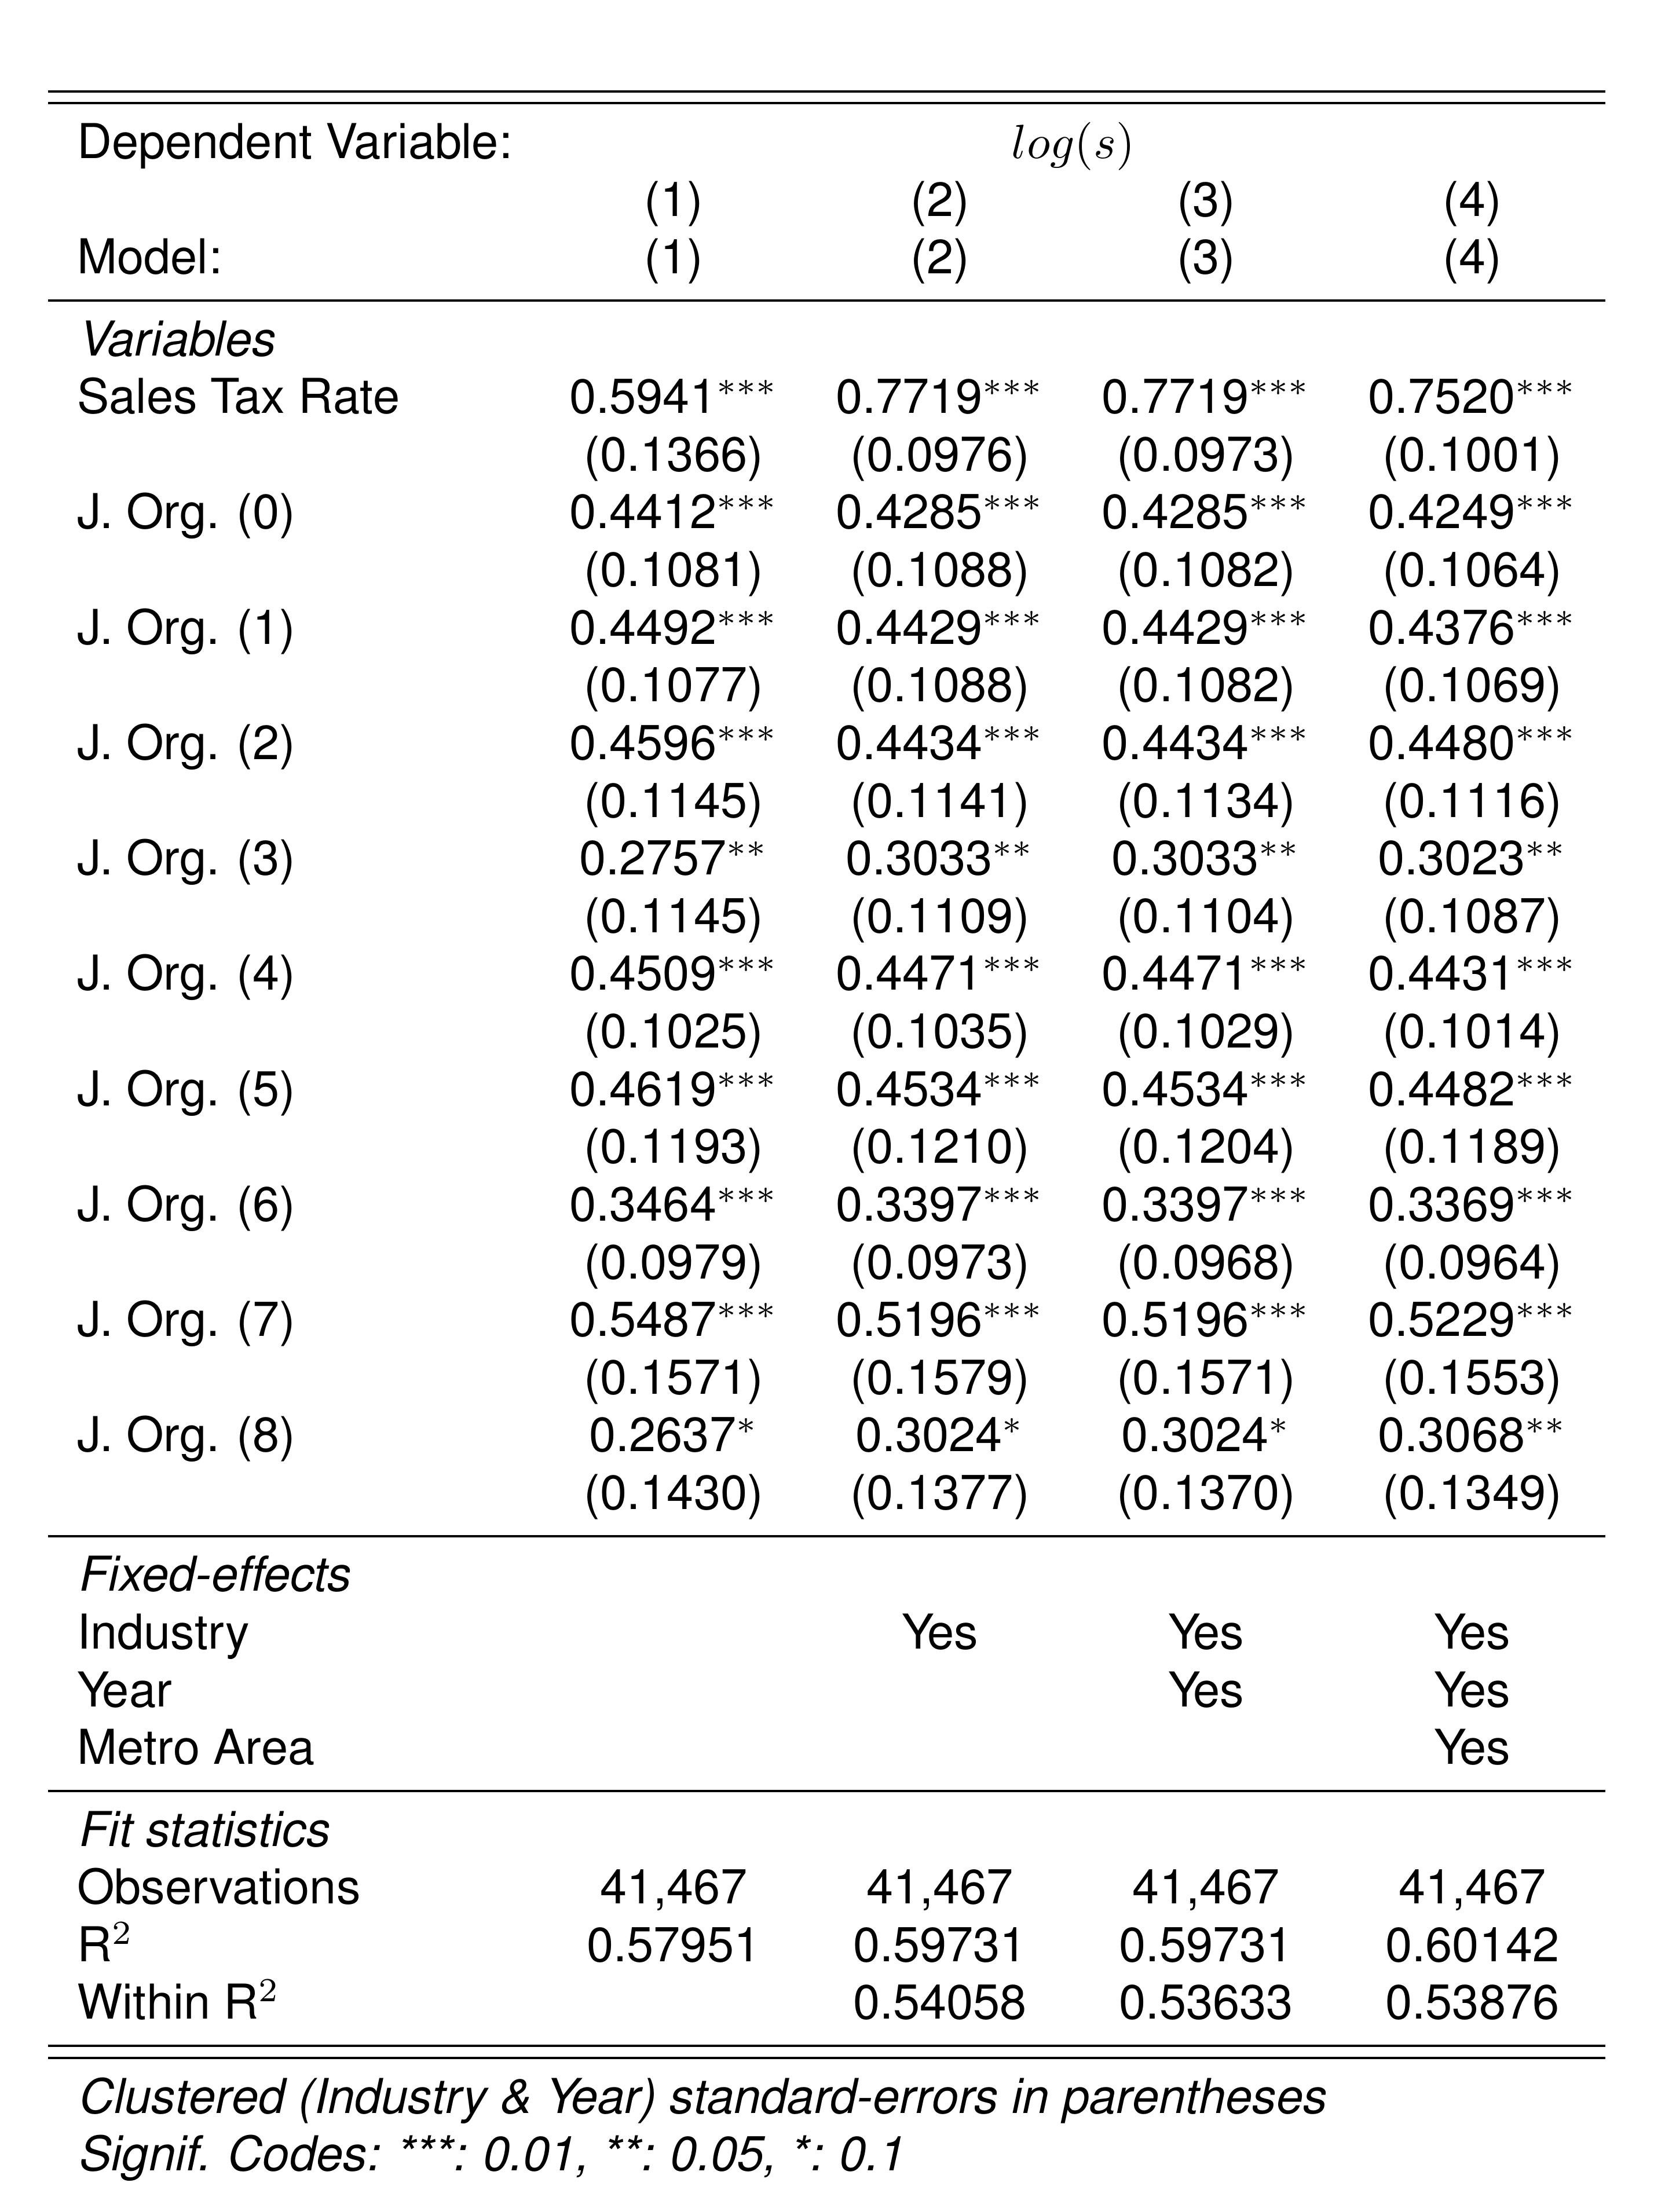 Dependent Variable: log(s)
(1) (2) (3) (4)
Model: (1) (2) (3) (4)
Variables
Sales Tax Rate 0.5941*** 0.7719*** 0.7719*** 0.7520***
(0.1366) (0.0976) (0.0973) (0.1001)
J. Org. (0) 0.4412*** 0.4285*** 0.4285*** 0.4249***
(0.1081) (0.1088) (0.1082) (0.1064)
J. Org. (1) 0.4492*** 0.4429*** 0.4429*** 0.4376***
(0.1077) (0.1088) (0.1082) (0.1069)
J. Org. (2) 0.4596*** 0.4434*** 0.4434*** 0.4480***
(0.1145) (0.1141) (0.1134) (0.1116)
J. Org. (3) 0.2757** 0.3033** 0.3033** 0.3023**
(0.1145) (0.1109) (0.1104) (0.1087)
J. Org. (4) 0.4509*** 0.4471*** 0.4471*** 0.4431***
(0.1025) (0.1035) (0.1029) (0.1014)
J. Org. (5) 0.4619*** 0.4534*** 0.4534*** 0.4482***
(0.1193) (0.1210) (0.1204) (0.1189)
J. Org. (6) 0.3464*** 0.3397*** 0.3397*** 0.3369***
(0.0979) (0.0973) (0.0968) (0.0964)
J. Org. (7) 0.5487*** 0.5196*** 0.5196*** 0.5229***
(0.1571) (0.1579) (0.1571) (0.1553)
J. Org. (8) 0.2637* 0.3024* 0.3024* 0.3068**
(0.1430) (0.1377) (0.1370) (0.1349)
Fixed-effects
Industry Yes Yes Yes
Year Yes Yes
Metro Area Yes
Fit statistics
Observations 41,467 41,467 41,467 41,467
R² 0.57951 0.59731 0.59731 0.60142
Within R² 0.54058 0.53633 0.53876
Clustered (Industry & Year) standard-errors in parentheses
Signif. Codes: ***: 0.01, **: 0.05, *: 0.1